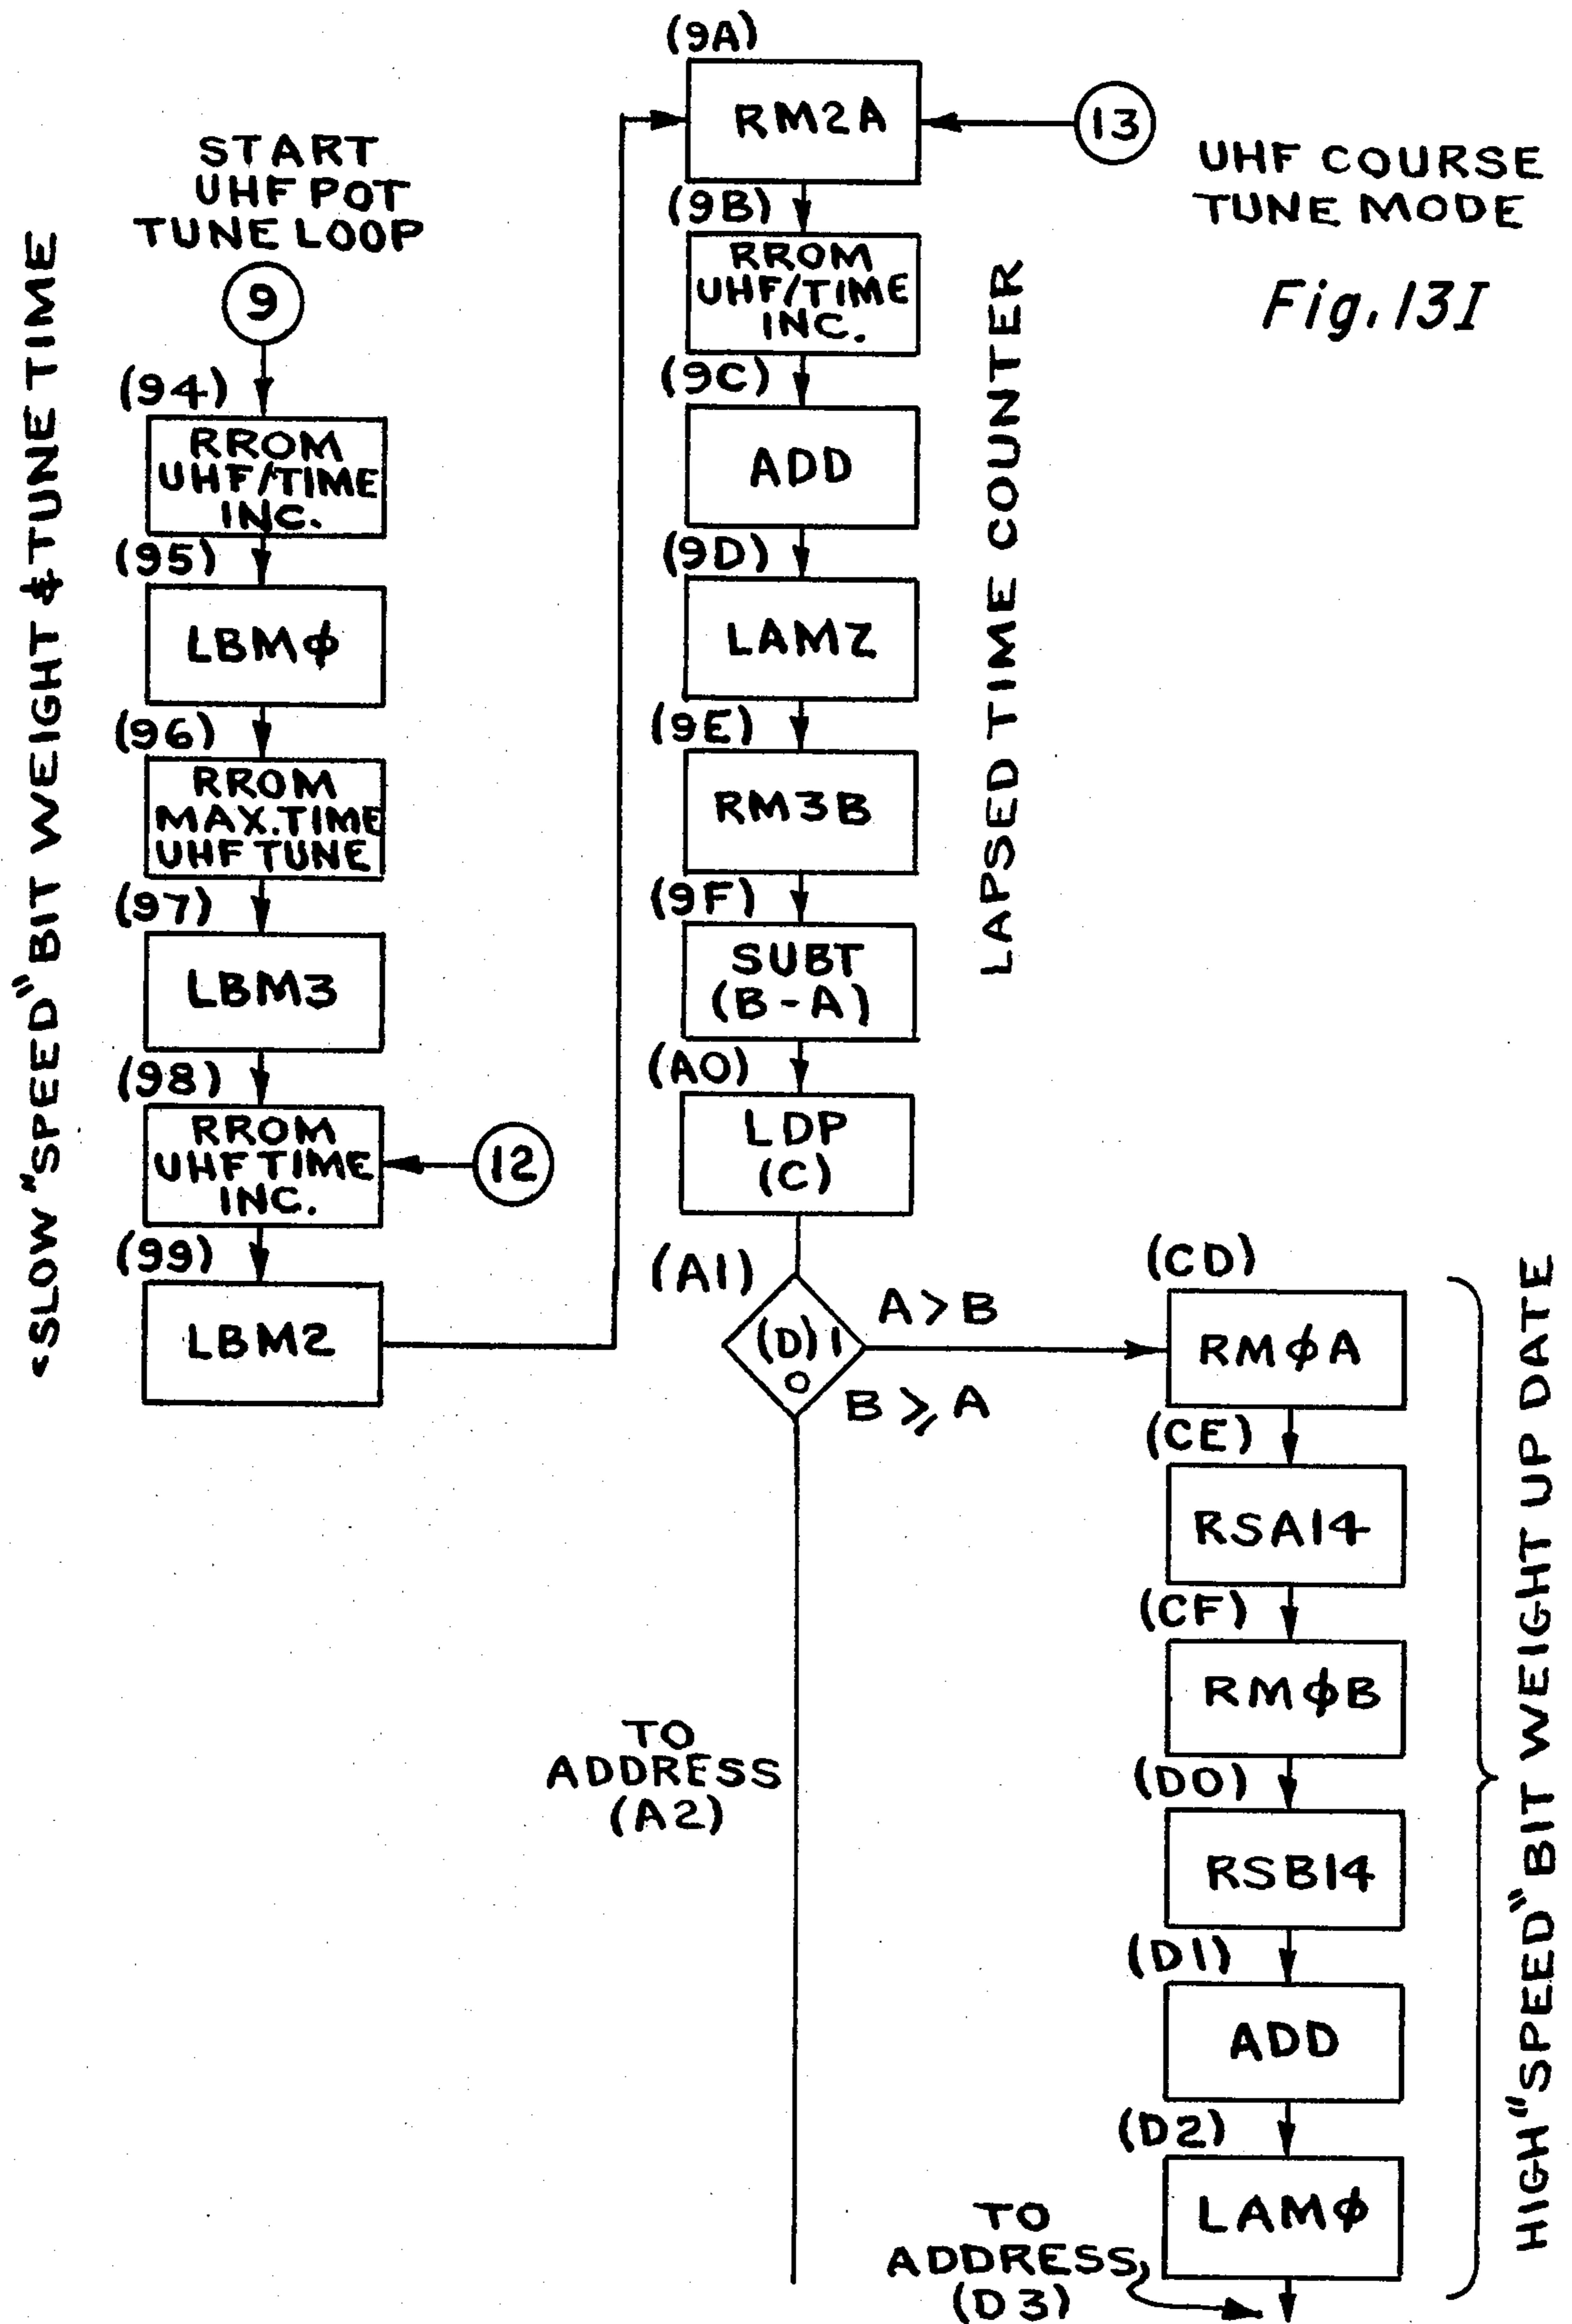 START
UHF POT
TUNE LOOP
9
SLOW "SPEED" BIT WEIGHT & TUNE TIME
(94)
RROM
UHF/TIME
INC.
(95)
LBMϕ
(96)
RROM
MAX.TIME
UHF TUNE
(97)
LBM3
(98)
RROM
UHF TIME
INC.
12
(99)
LBM2
(9A)
RM2A
13
UHF COURSE
TUNE MODE
Fig. 13I
(9B)
RROM
UHF/TIME
INC.
(9C)
ADD
(9D)
LAM2
(9E)
RM3B
(9F)
SUBT
(B-A)
(A0)
LDP
(C)
LAPSED TIME COUNTER
(A1)
(D) 1
0
A > B
B ⩾ A
TO
ADDRESS
(A2)
(CD)
RMϕA
(CE)
RSA14
(CF)
RMϕB
(D0)
RSB14
(D1)
ADD
(D2)
LAMϕ
TO
ADDRESS
(D3)
HIGH "SPEED" BIT WEIGHT UP DATE